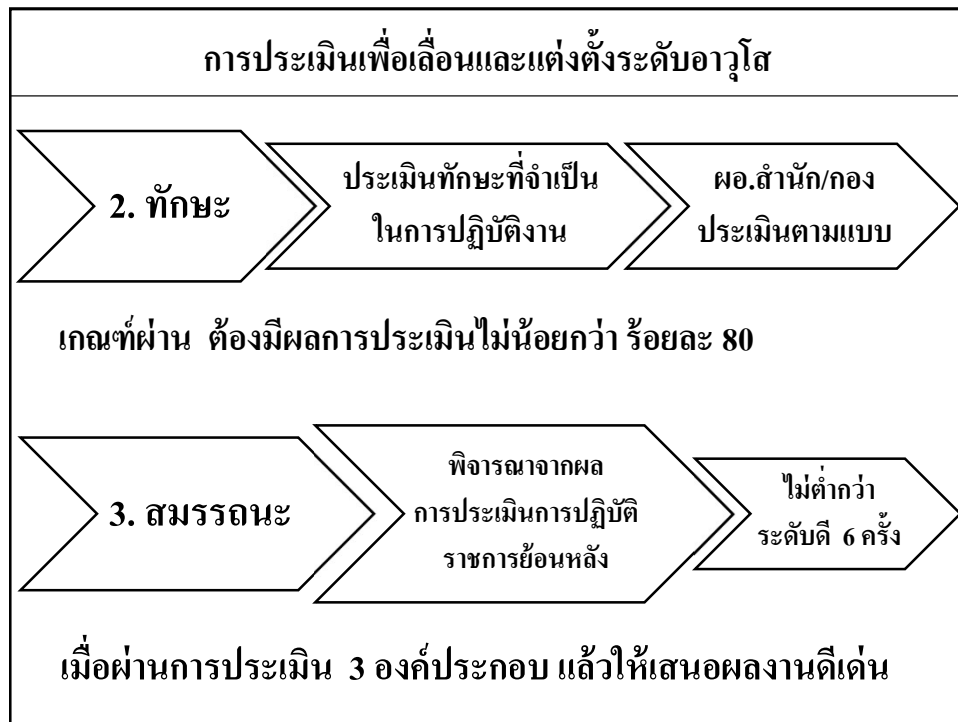 การประเมินเพื่อเลื่อนและแต่งตั้งระดับอาวุโส
2. ทักษะ
ประเมินทักษะที่จำเป็น
ในการปฏิบัติงาน
ผอ.สำนัก/กอง
ประเมินตามแบบ
เกณฑ์ผ่าน ต้องมีผลการประเมินไม่น้อยกว่า ร้อยละ 80
3. สมรรถนะ
พิจารณาจากผล
การประเมินการปฏิบัติ
ราชการย้อนหลัง
ไม่ต่ำกว่า
ระดับดี 6 ครั้ง
เมื่อผ่านการประเมิน 3 องค์ประกอบ แล้วให้เสนอผลงานดีเด่น